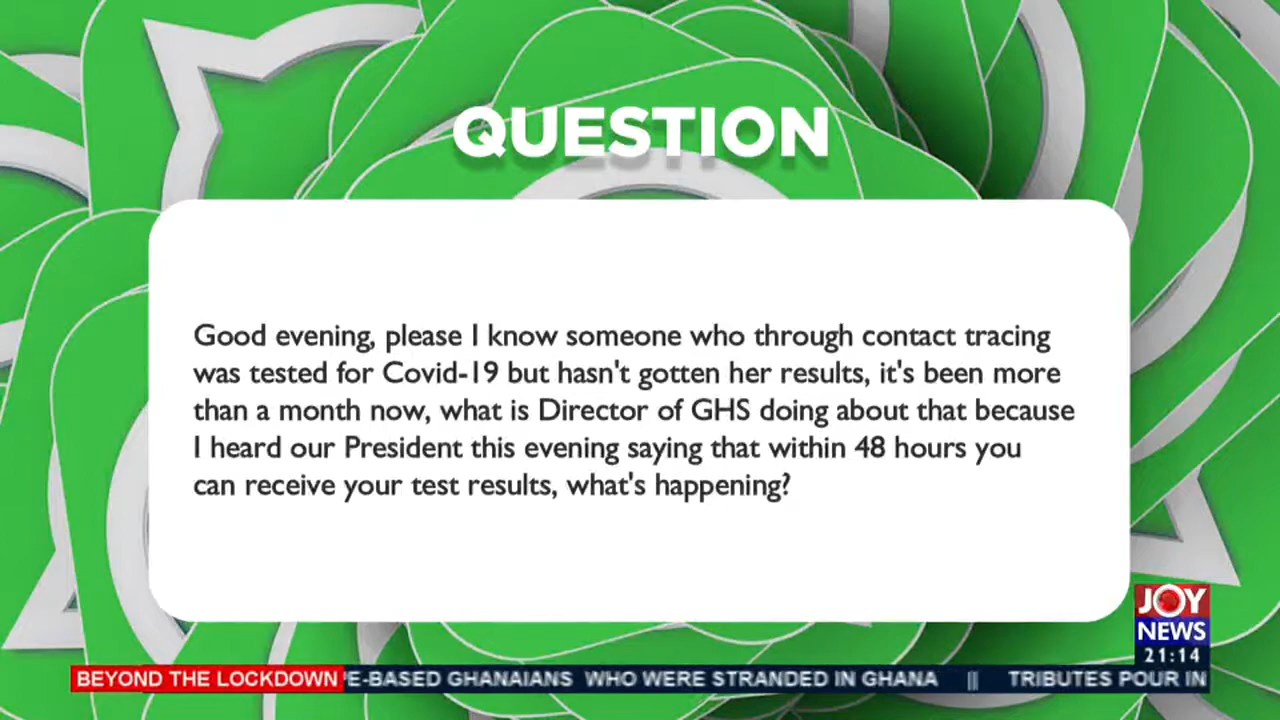 QUESTION
Good evening, please I know someone who through contact tracing
was tested for Covid-19 but hasn't gotten her results, it's been more
than a month now, what is Director of GHS doing about that because
I heard our President this evening saying that within 48 hours you
can receive your test results, what's happening?
JOY
NEWS
21:14
BEYOND THE LOCKDOWN
E-BASED GHANAIANS WHO WERE STRANDED IN GHANA || TRIBUTES POUR IN